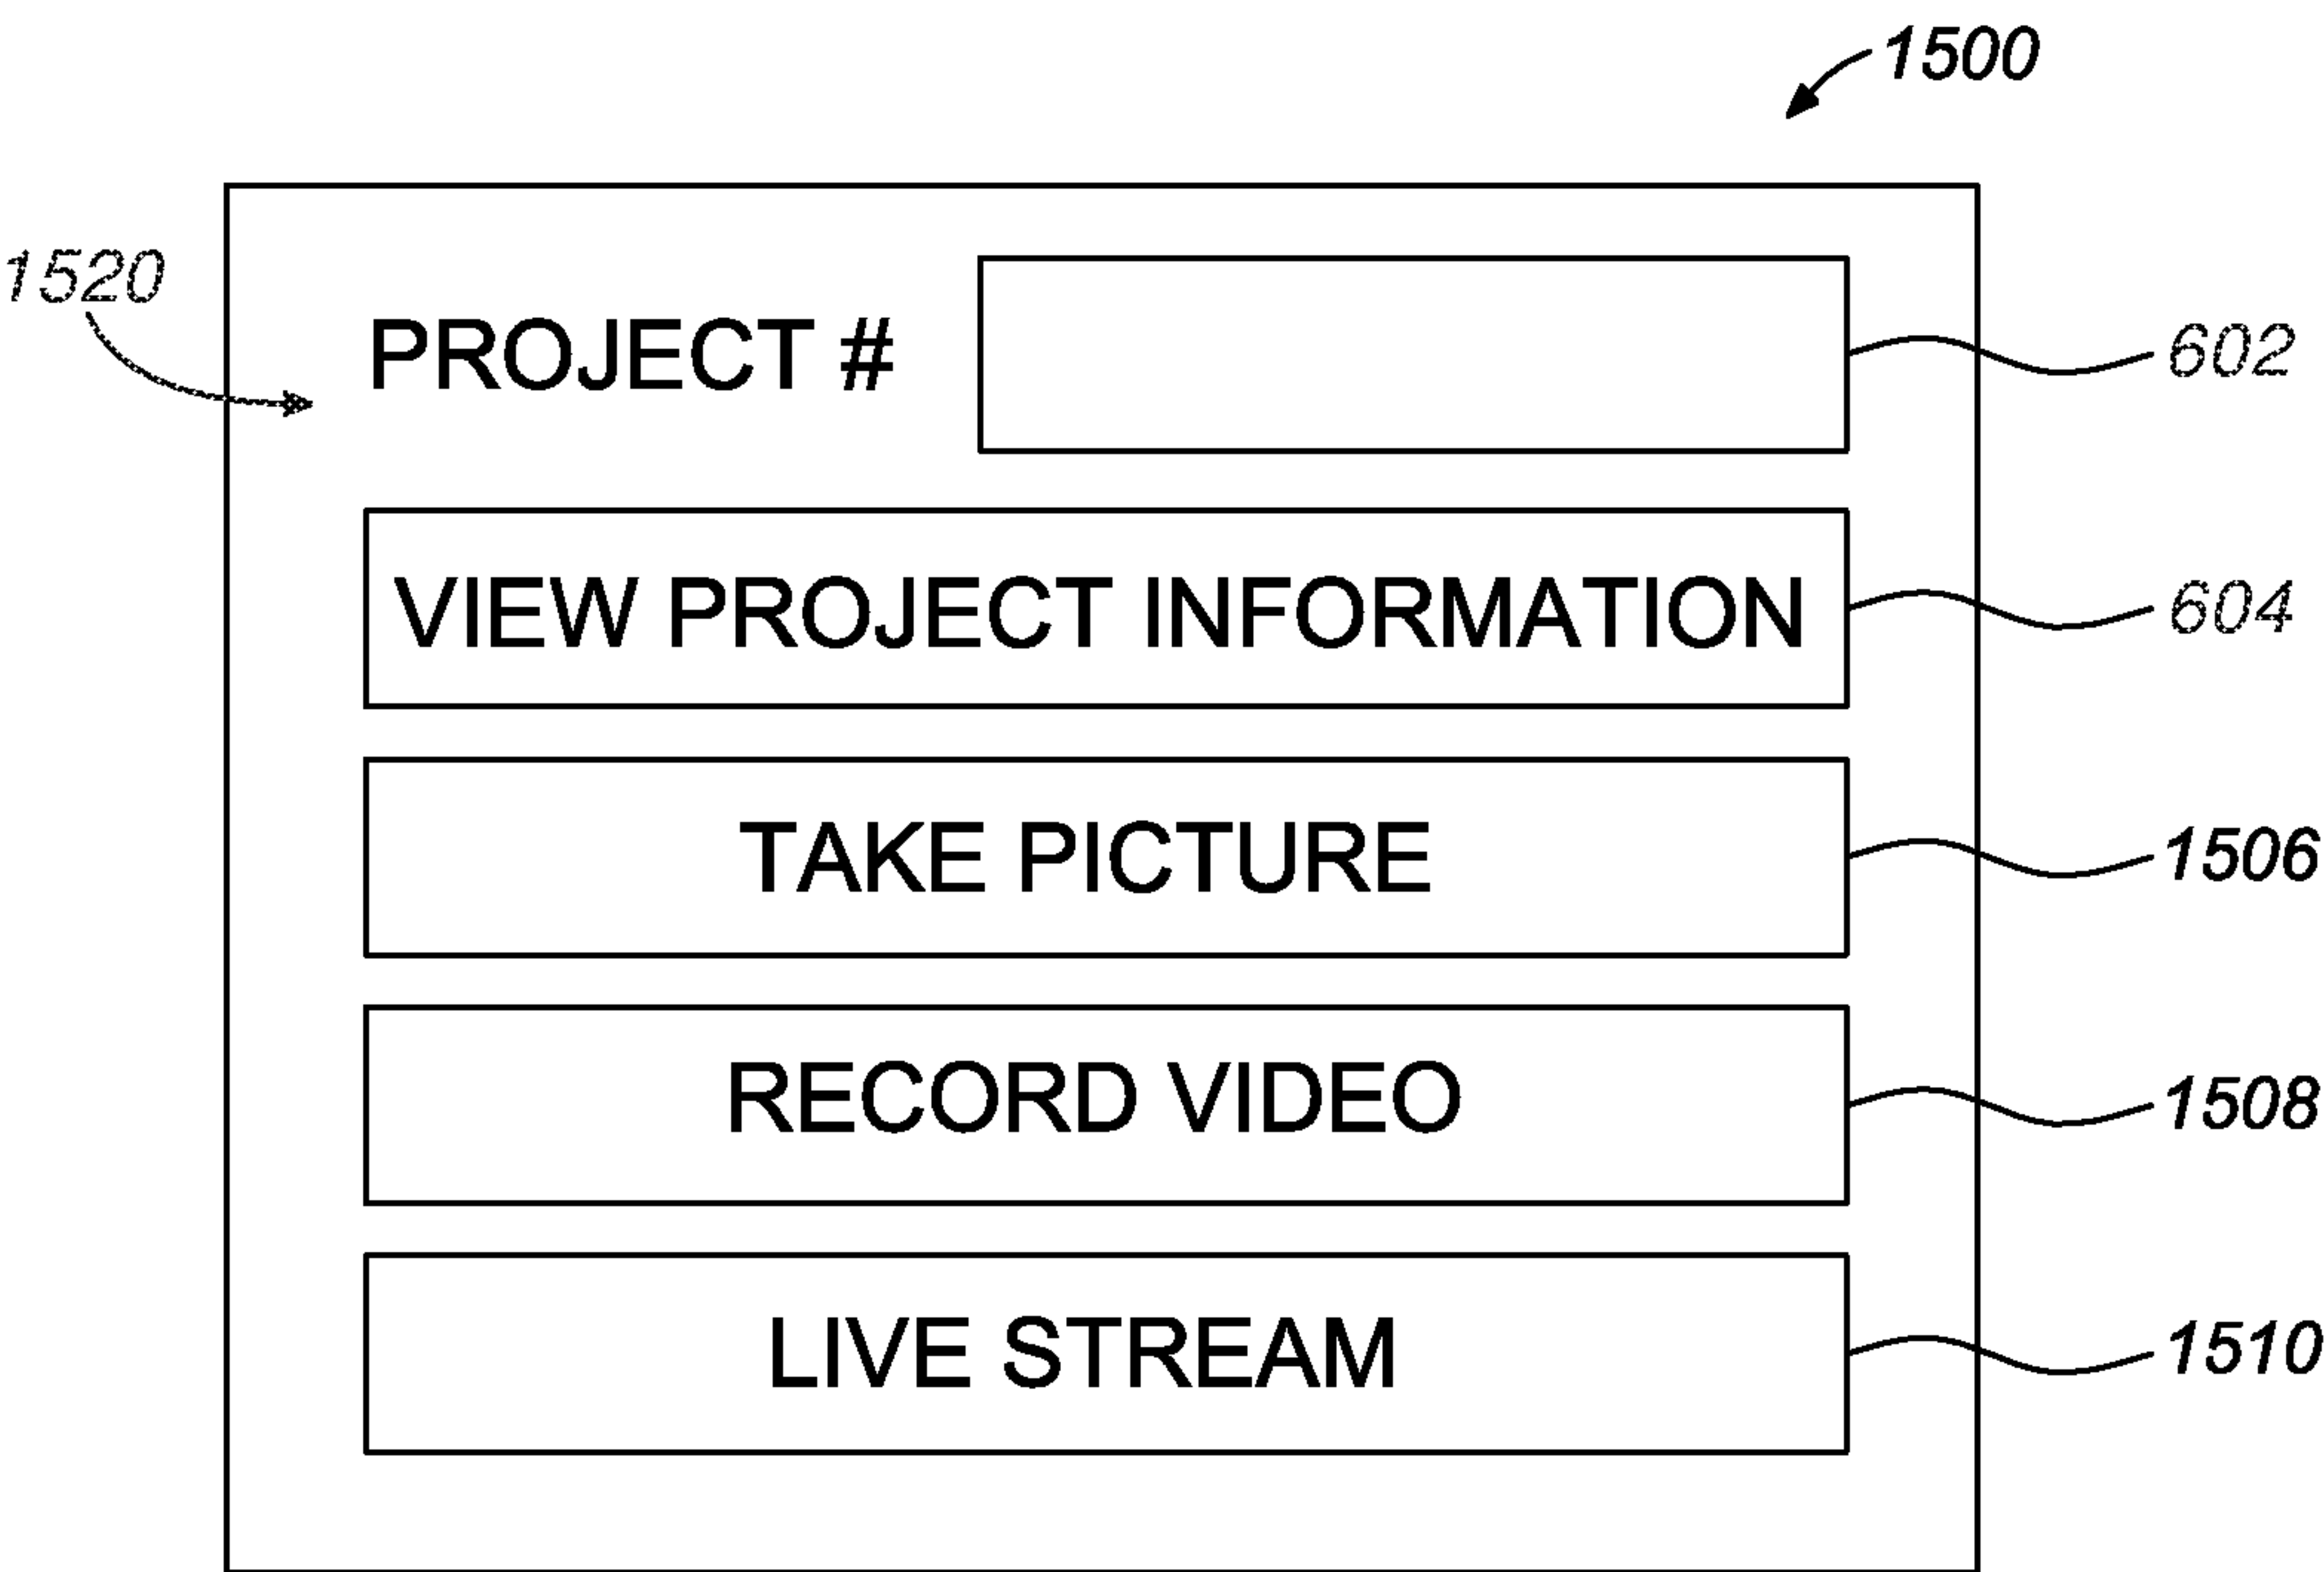 1500
1520
PROJECT #
602
VIEW PROJECT INFORMATION
604
TAKE PICTURE
1506
RECORD VIDEO
1508
LIVE STREAM
1510